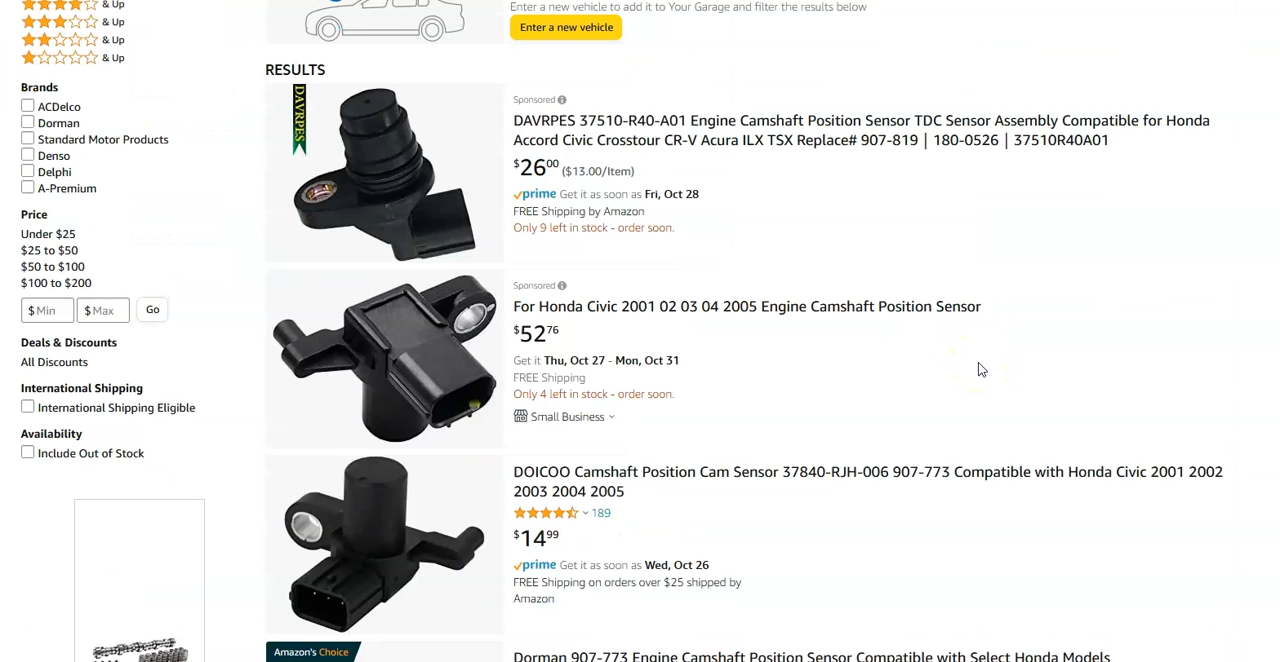 & Up
& Up
& Up
& Up
Brands
ACDelco
Dorman
Standard Motor Products
Denso
Delphi
A-Premium
Price
Under $25
$25 to $50
$50 to $100
$100 to $200
$ Min $ Max Go
Deals & Discounts
All Discounts
International Shipping
International Shipping Eligible
Availability
Include Out of Stock
Enter a new vehicle to add it to Your Garage and filter the results below
Enter a new vehicle
RESULTS
DAVRPES
Sponsored
DAVRPES 37510-R40-A01 Engine Camshaft Position Sensor TDC Sensor Assembly Compatible for Honda
Accord Civic Crosstour CR-V Acura ILX TSX Replace# 907-819 | 180-0526 | 37510R40A01
$2600 ($13.00/Item)
prime Get it as soon as Fri, Oct 28
FREE Shipping by Amazon
Only 9 left in stock - order soon.
Sponsored
For Honda Civic 2001 02 03 04 2005 Engine Camshaft Position Sensor
$5276
Get it Thu, Oct 27 - Mon, Oct 31
FREE Shipping
Only 4 left in stock - order soon.
Small Business
DOICOO Camshaft Position Cam Sensor 37840-RJH-006 907-773 Compatible with Honda Civic 2001 2002
2003 2004 2005
189
$1499
prime Get it as soon as Wed, Oct 26
FREE Shipping on orders over $25 shipped by
Amazon
Amazon's Choice
Dorman 907-773 Engine Camshaft Position Sensor Compatible with Select Honda Models